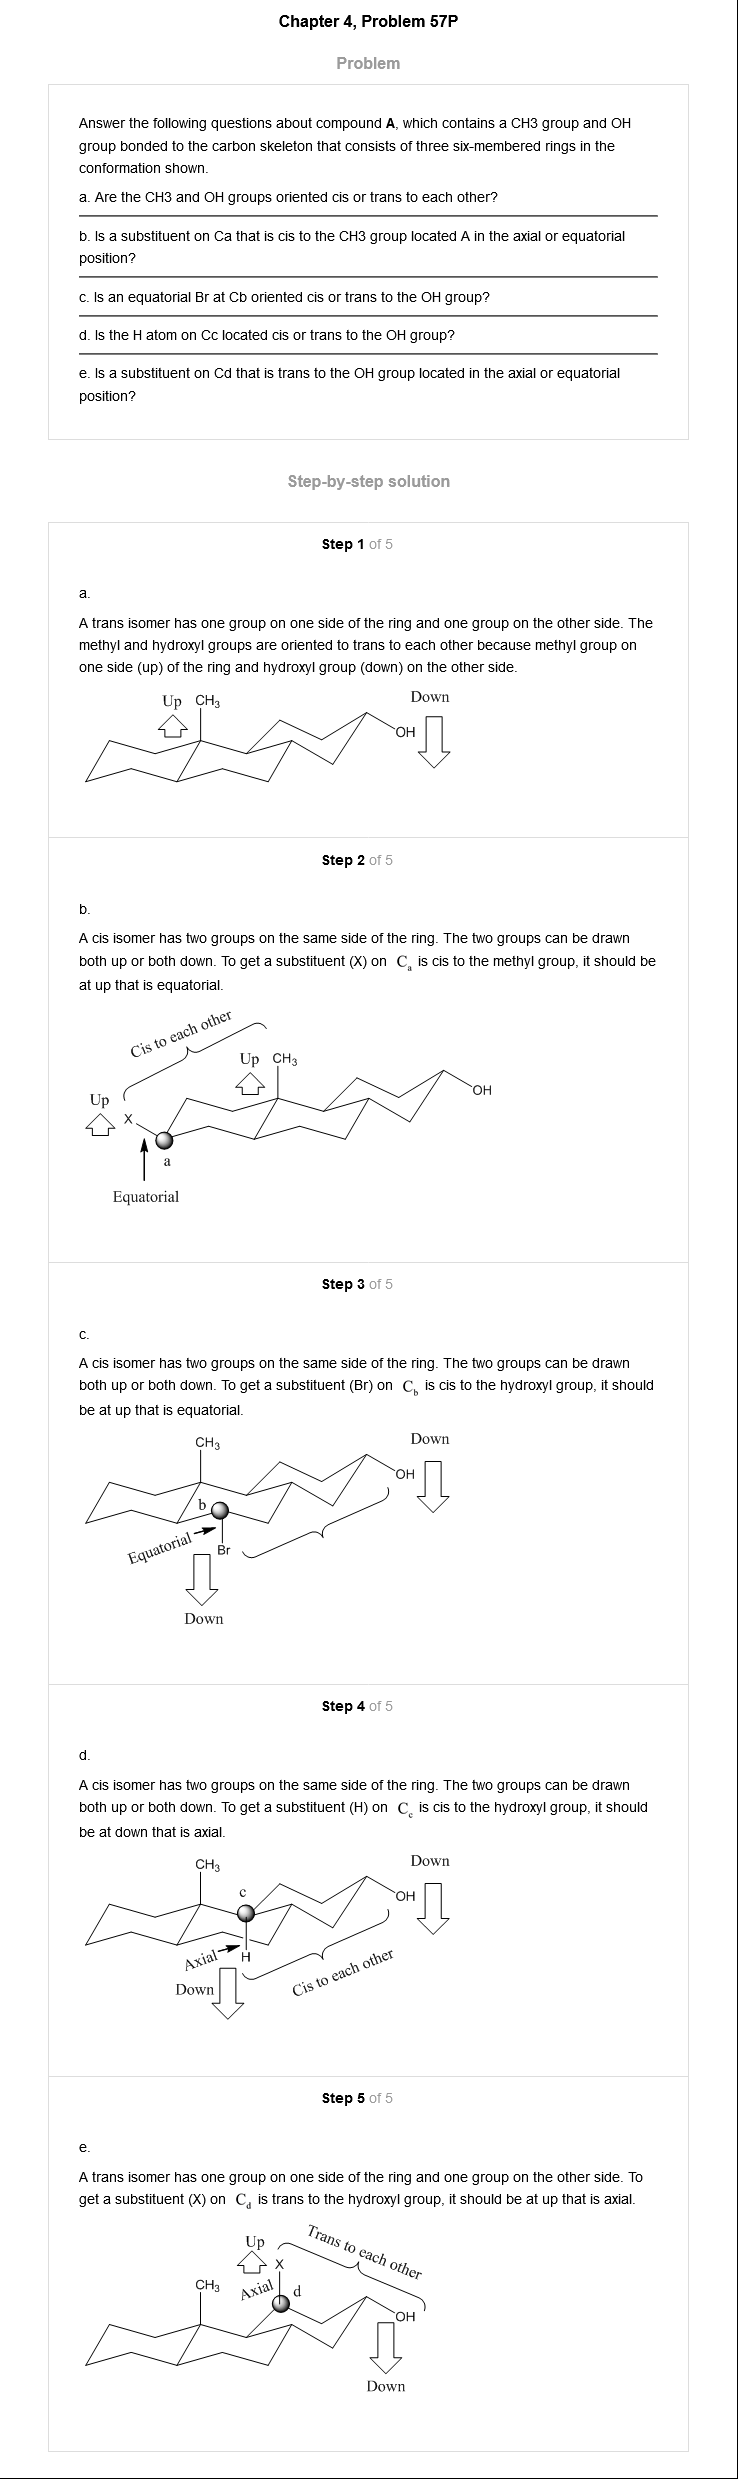 Chapter 4, Problem 57P
Problem
Answer the following questions about compound A, which contains a CH3 group and OH
group bonded to the carbon skeleton that consists of three six-membered rings in the
conformation shown.
a. Are the CH3 and OH groups oriented cis or trans to each other?
b. Is a substituent on Ca that is cis to the CH3 group located A in the axial or equatorial
position?
c. Is an equatorial Br at Cb oriented cis or trans to the OH group?
d. Is the H atom on Cc located cis or trans to the OH group?
e. Is a substituent on Cd that is trans to the OH group located in the axial or equatorial
position?
Step-by-step solution
Step 1 of 5
a.
A trans isomer has one group on one side of the ring and one group on the other side. The
methyl and hydroxyl groups are oriented to trans to each other because methyl group on
one side (up) of the ring and hydroxyl group (down) on the other side.
Up CH3 Down
OH
Step 2 of 5
b.
A cis isomer has two groups on the same side of the ring. The two groups can be drawn
both up or both down. To get a substituent (X) on Ca is cis to the methyl group, it should be
at up that is equatorial.
Cis to each other
Up CH3
OH
Up
X
a
Equatorial
Step 3 of 5
c.
A cis isomer has two groups on the same side of the ring. The two groups can be drawn
both up or both down. To get a substituent (Br) on Cb is cis to the hydroxyl group, it should
be at up that is equatorial.
CH3 Down
OH
b
Equatorial
Br
Down
Step 4 of 5
d.
A cis isomer has two groups on the same side of the ring. The two groups can be drawn
both up or both down. To get a substituent (H) on Cc is cis to the hydroxyl group, it should
be at down that is axial.
CH3 Down
c
OH
Axial H
Down
Cis to each other
Step 5 of 5
e.
A trans isomer has one group on one side of the ring and one group on the other side. To
get a substituent (X) on Cd is trans to the hydroxyl group, it should be at up that is axial.
Up
Trans to each other
X
CH3 Axial d
OH
Down